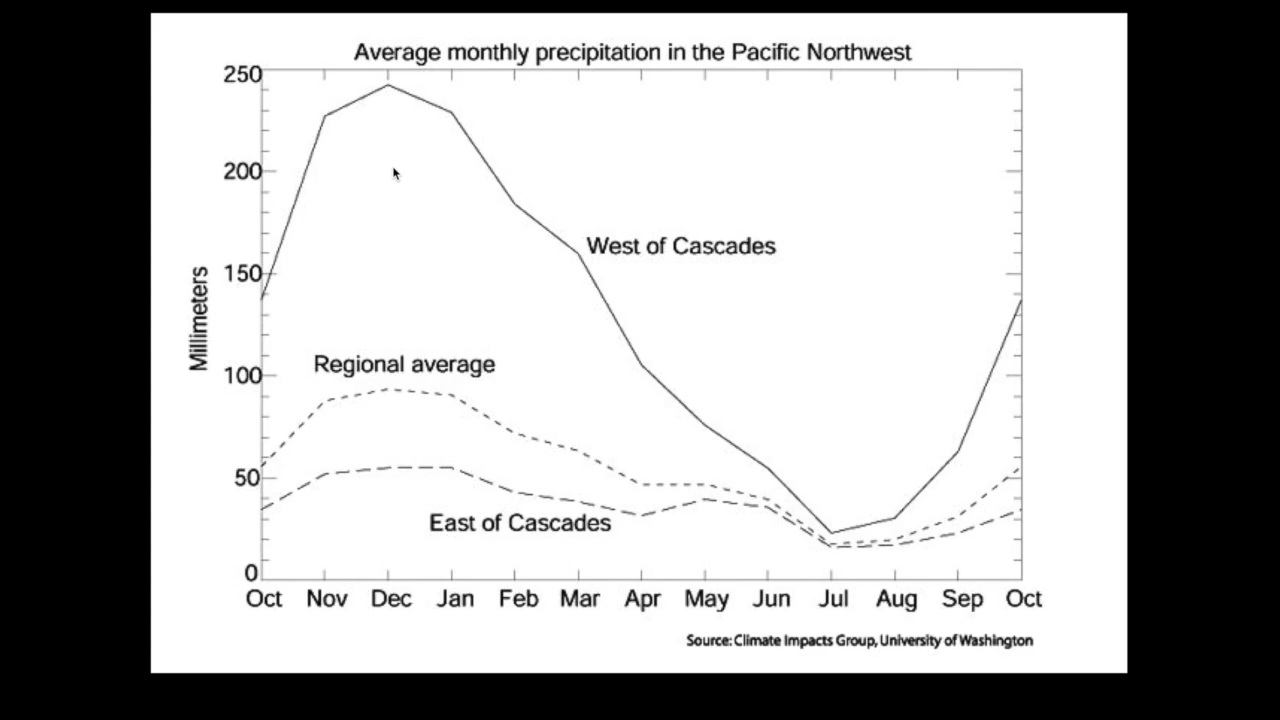 Average monthly precipitation in the Pacific Northwest
250
200
West of Cascades
150
Millimeters
Regional average
100
50
East of Cascades
0
Oct Nov Dec Jan Feb Mar Apr May Jun Jul Aug Sep Oct
Source: Climate Impacts Group, University of Washington